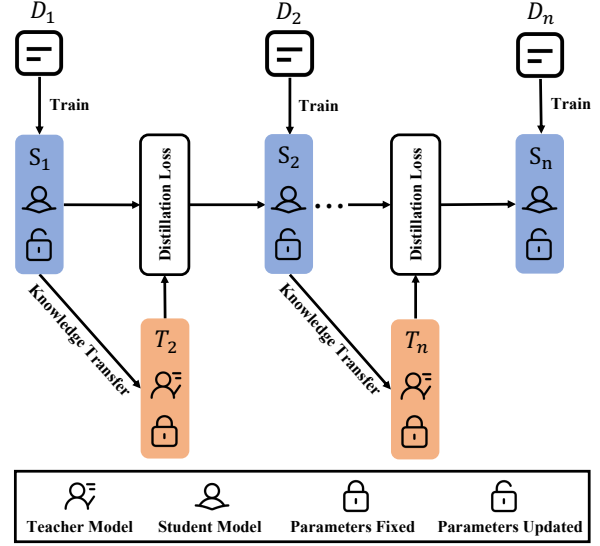 D₁ D₂ Dₙ
Train Train Train
S₁ Distillation Loss S₂ Distillation Loss Sₙ
...
Knowledge Transfer Knowledge Transfer
T₂ Tₙ
Teacher Model Student Model Parameters Fixed Parameters Updated